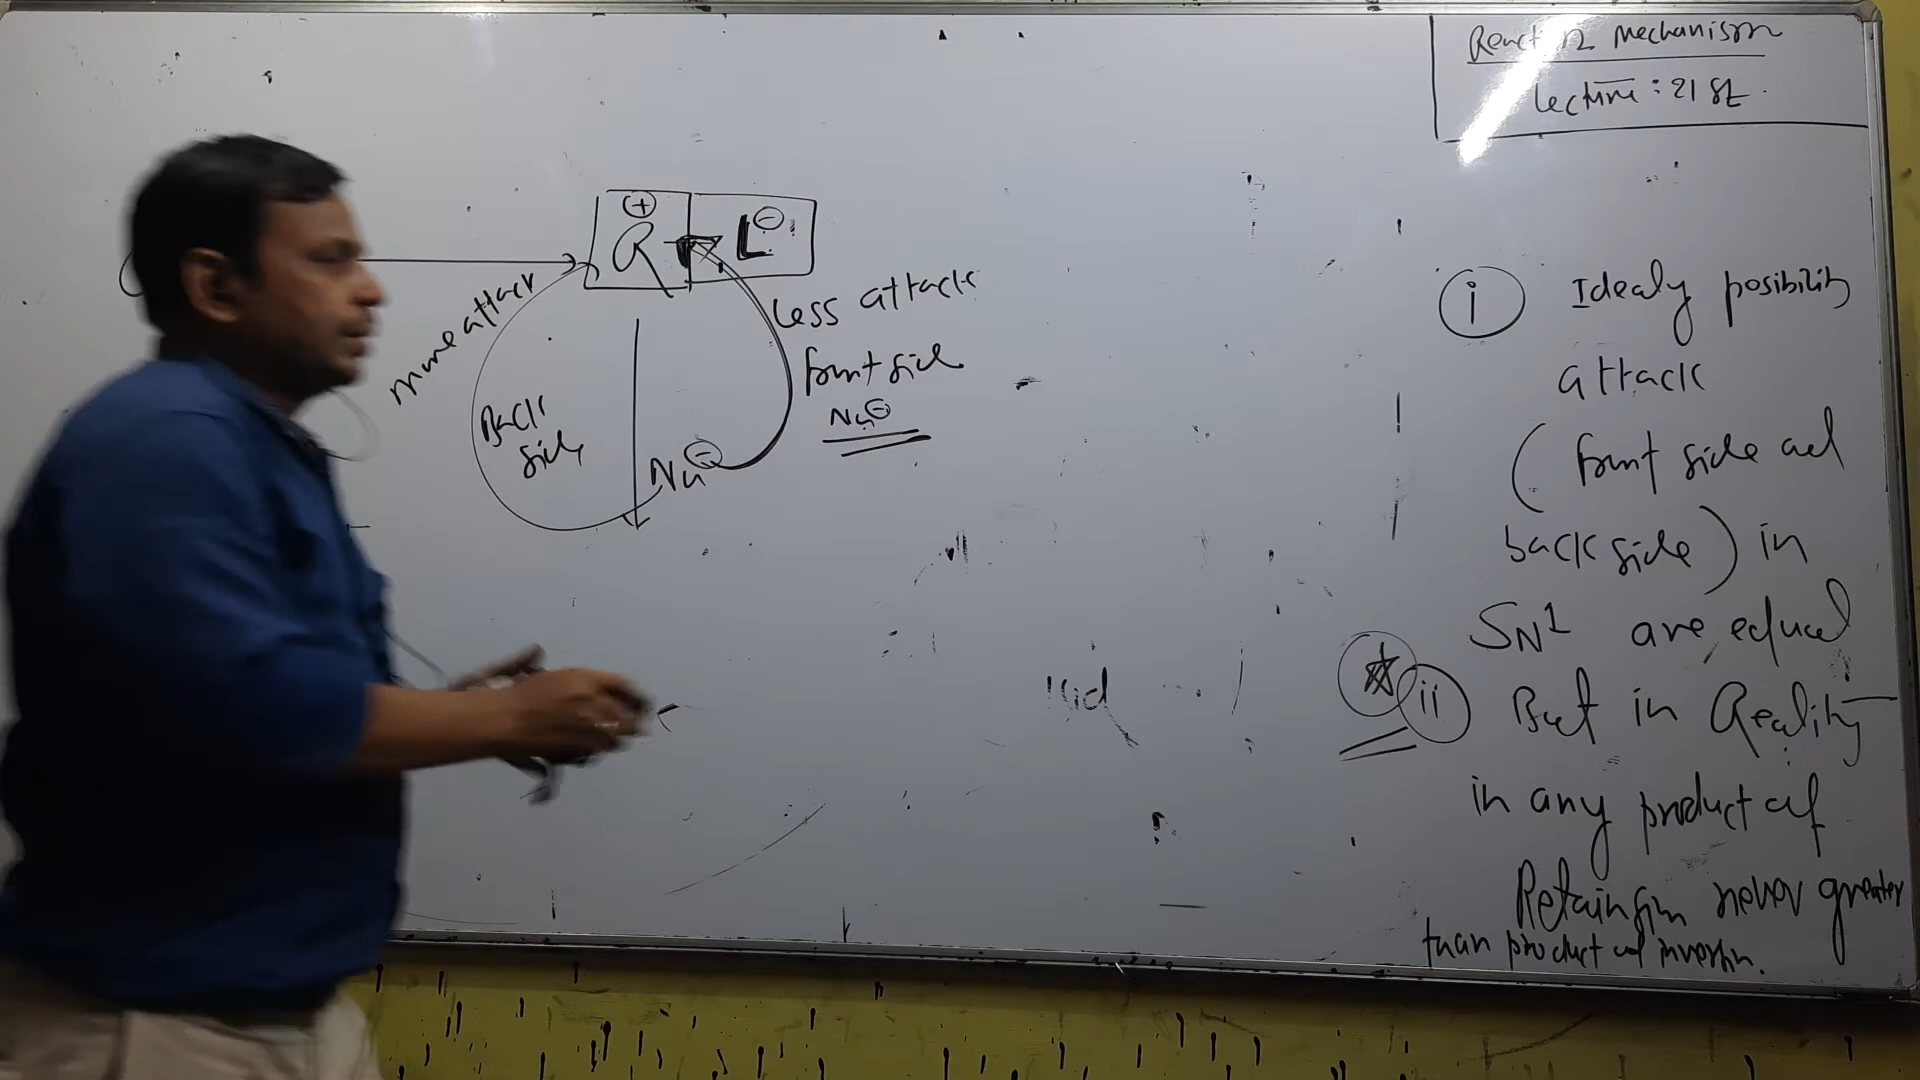 Reaction Mechanism
Lecture: 21 st.
+
R
L⊖
more attack
Less attack
Back
side
front side
Nu⊖
Nu⊖
i Idealy posibility
attack
( front side and
back side ) in
SN1 are equal
ii But in Reality
in any product of
never greater
than product of inversion.